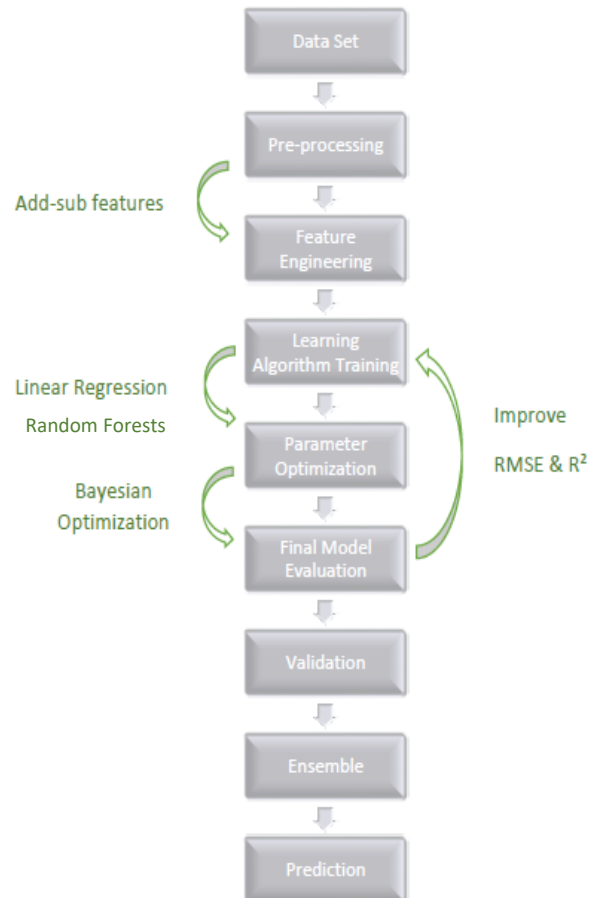 Data Set
Pre-processing
Add-sub features
Feature
Engineering
Learning
Algorithm Training
Linear Regression
Random Forests
Improve
RMSE & R²
Parameter
Optimization
Bayesian
Optimization
Final Model
Evaluation
Validation
Ensemble
Prediction